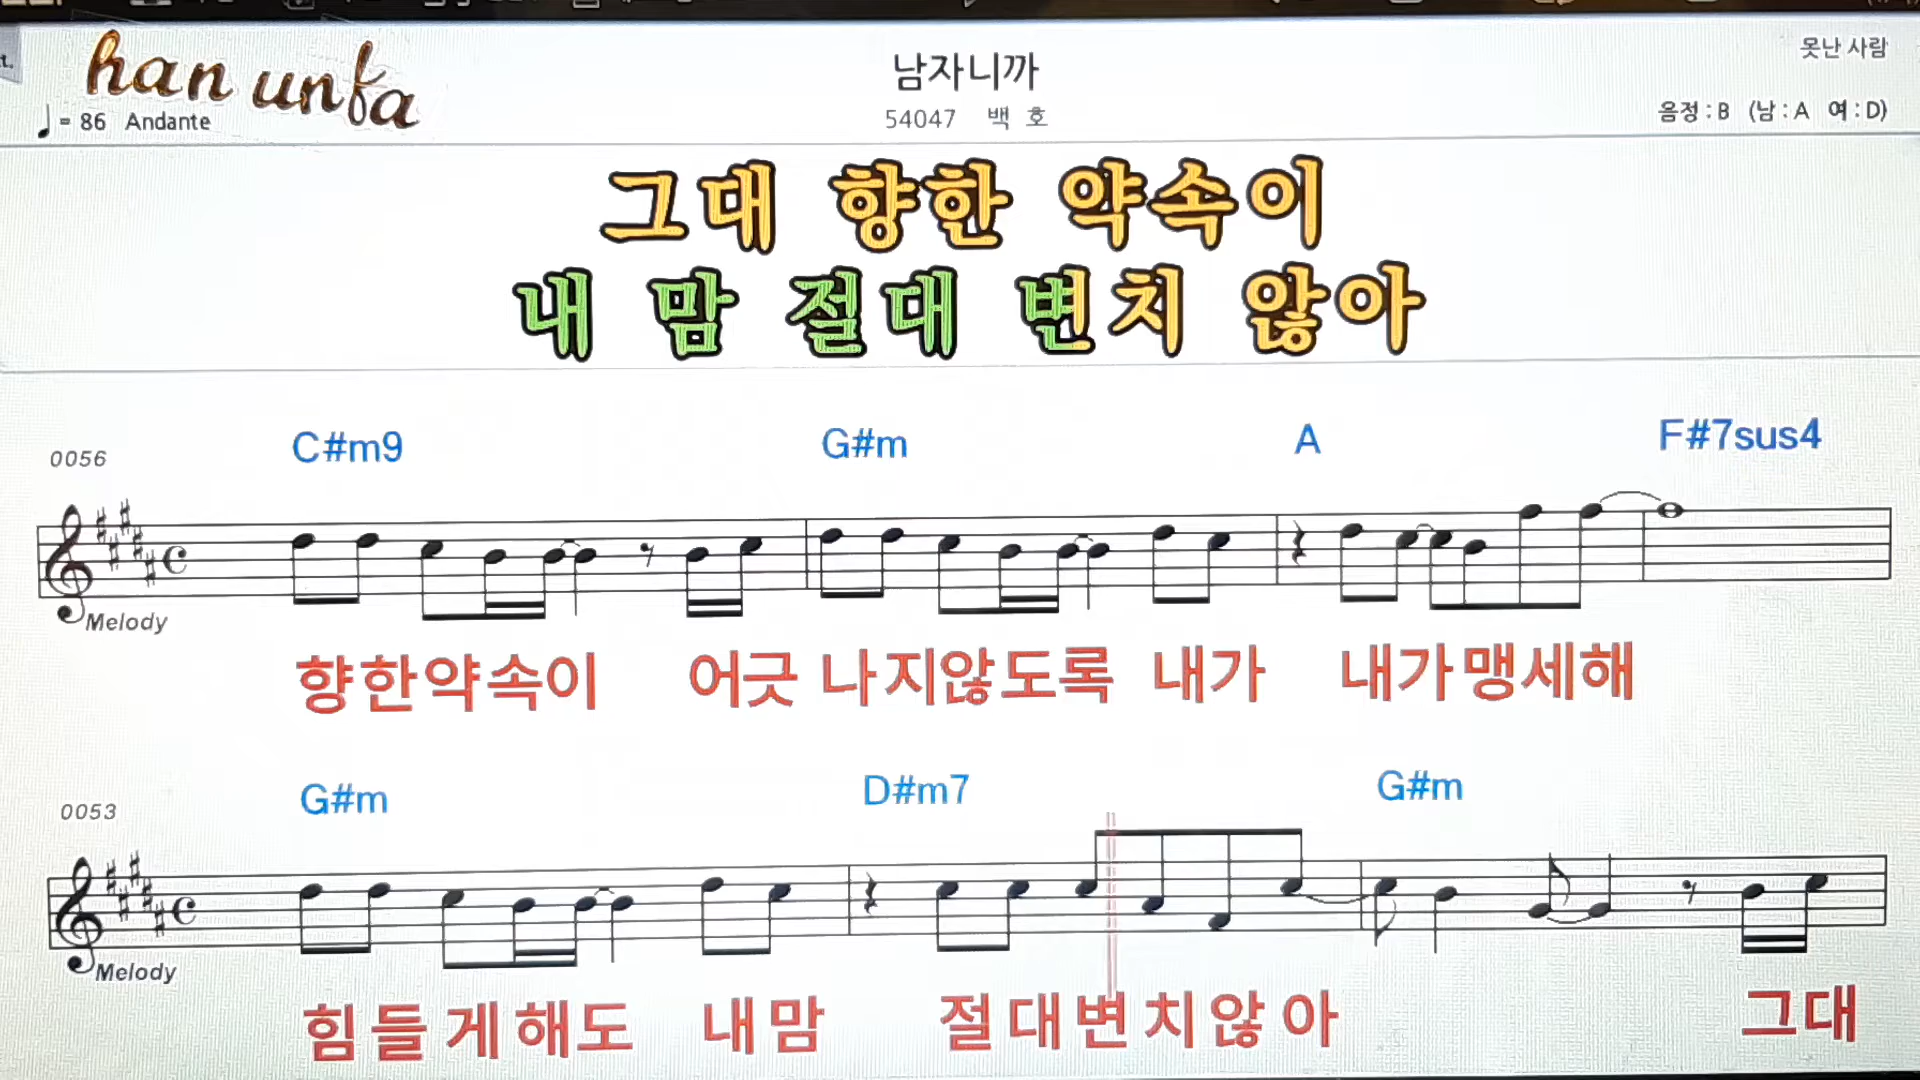 han unfa
남자니까
못난 사람
54047 백 호
= 86 Andante
음정 : B (남 : A 여 : D)
그대 향한 약속이
내 맘 절대 변치 않아
0056 C#m9 G#m A F#7sus4
Melody
향한약속이 어긋 나지않도록 내가 내가맹세해
0053 G#m D#m7 G#m
Melody
힘들게해도 내맘 절대변치않아 그대